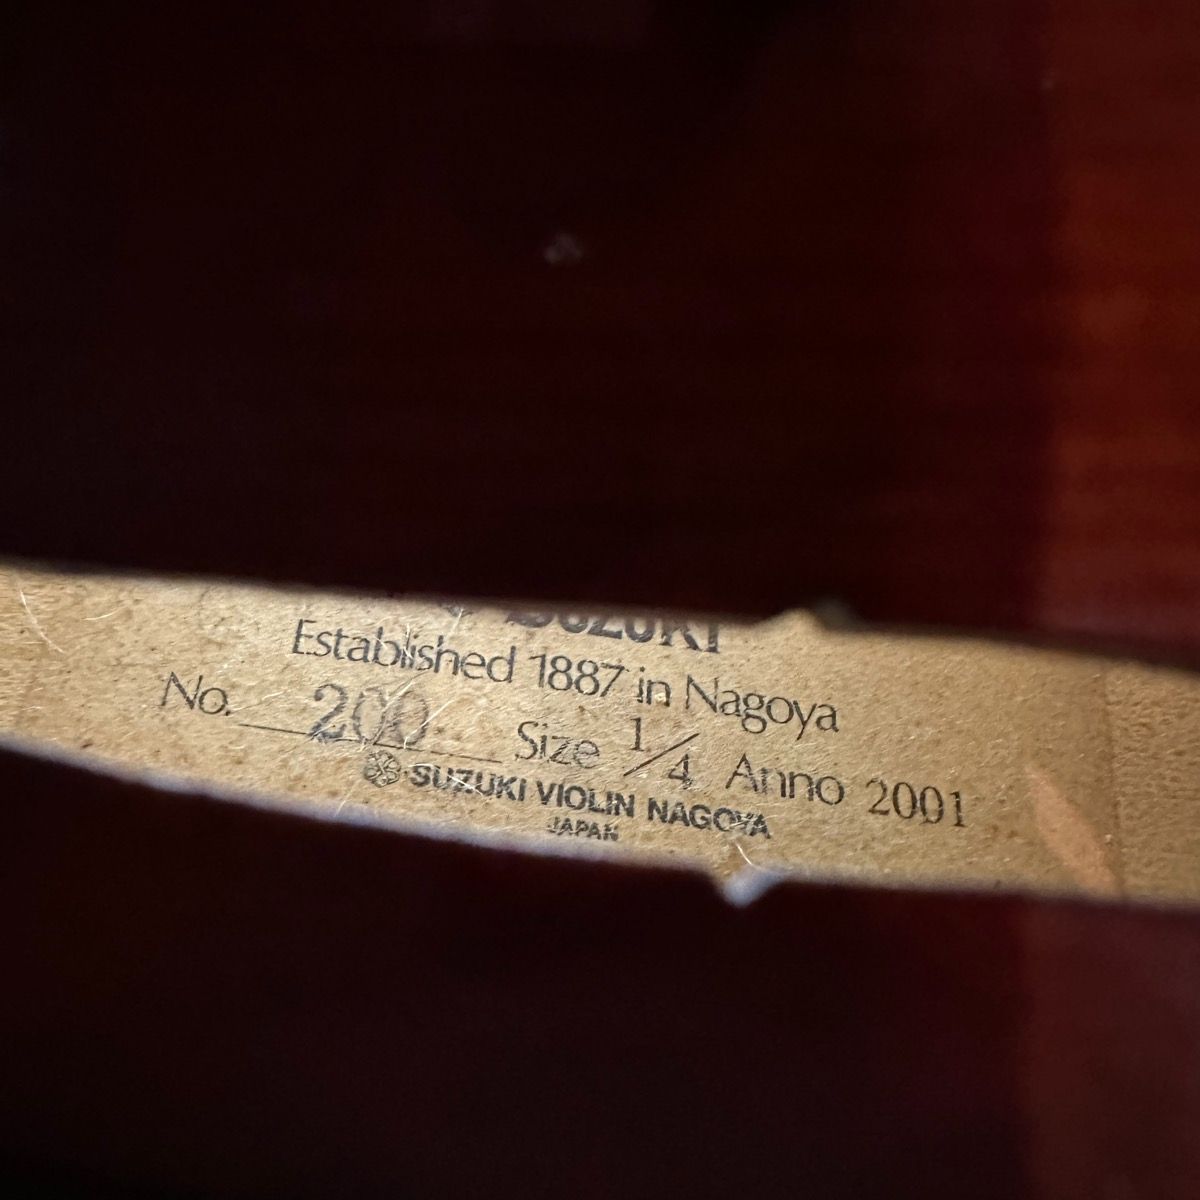 SUZUKI
Established 1887 in Nagoya
No. 200 Size 1/4 Anno 2001
SUZUKI VIOLIN NAGOYA
JAPAN